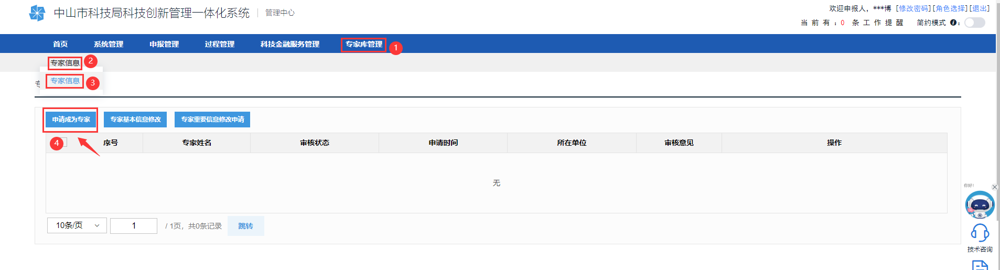 中山市科技局科技创新管理一体化系统 管理中心
欢迎申报人，***博 [修改密码][角色选择][退出]
当前有：0 条工作提醒 简约模式 i：
首页 系统管理 申报管理 过程管理 科技金融服务管理 专家库管理 1
专家信息 2
专 专家信息 3
申请成为专家 专家基本信息修改 专家重要信息修改申请
4 序号 专家姓名 审核状态 申请时间 所在单位 审核意见 操作
无
10条/页 1 / 1页，共0条记录 跳转
你好！
技术咨询